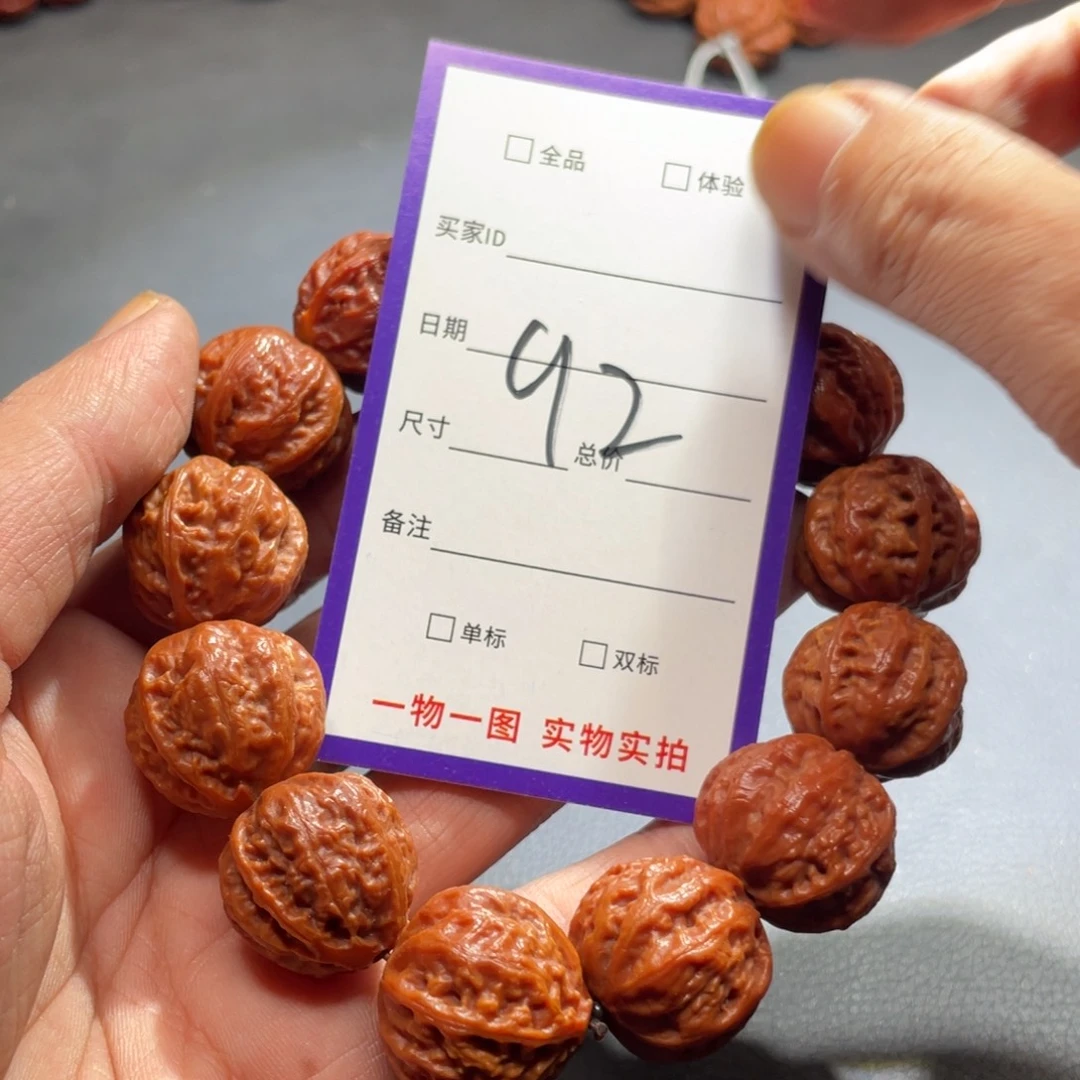 □全品 □体验
买家ID
日期
92
尺寸 总价
备注
□单标 □双标
一物一图 实物实拍